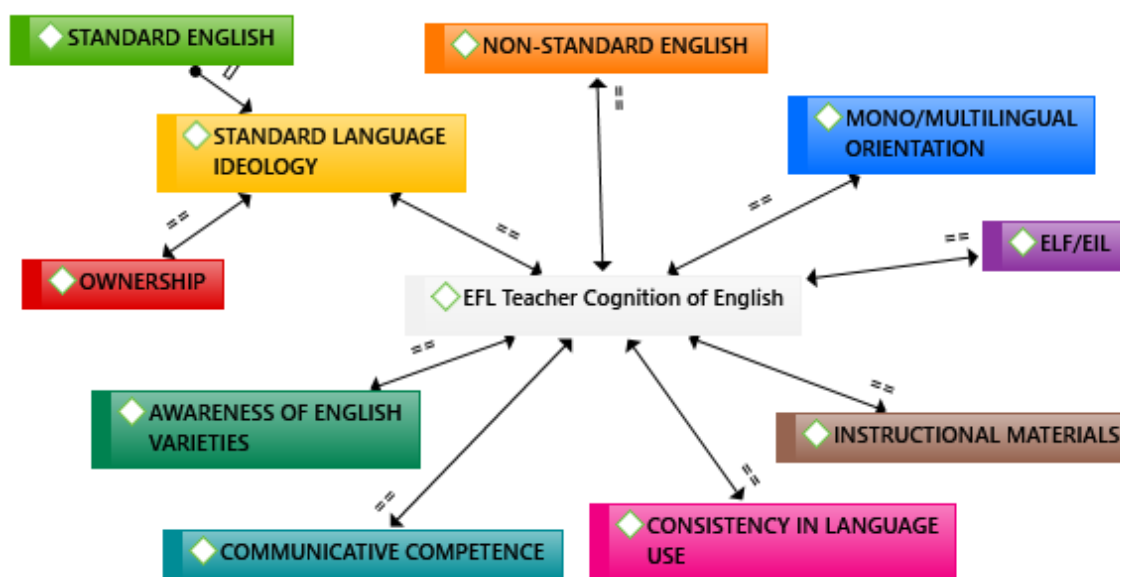 STANDARD ENGLISH
NON-STANDARD ENGLISH
[]
==
MONO/MULTILINGUAL
ORIENTATION
STANDARD LANGUAGE
IDEOLOGY
==
==
==
==
ELF/EIL
OWNERSHIP
EFL Teacher Cognition of English
==
==
AWARENESS OF ENGLISH
VARIETIES
INSTRUCTIONAL MATERIALS
==
==
CONSISTENCY IN LANGUAGE
USE
COMMUNICATIVE COMPETENCE